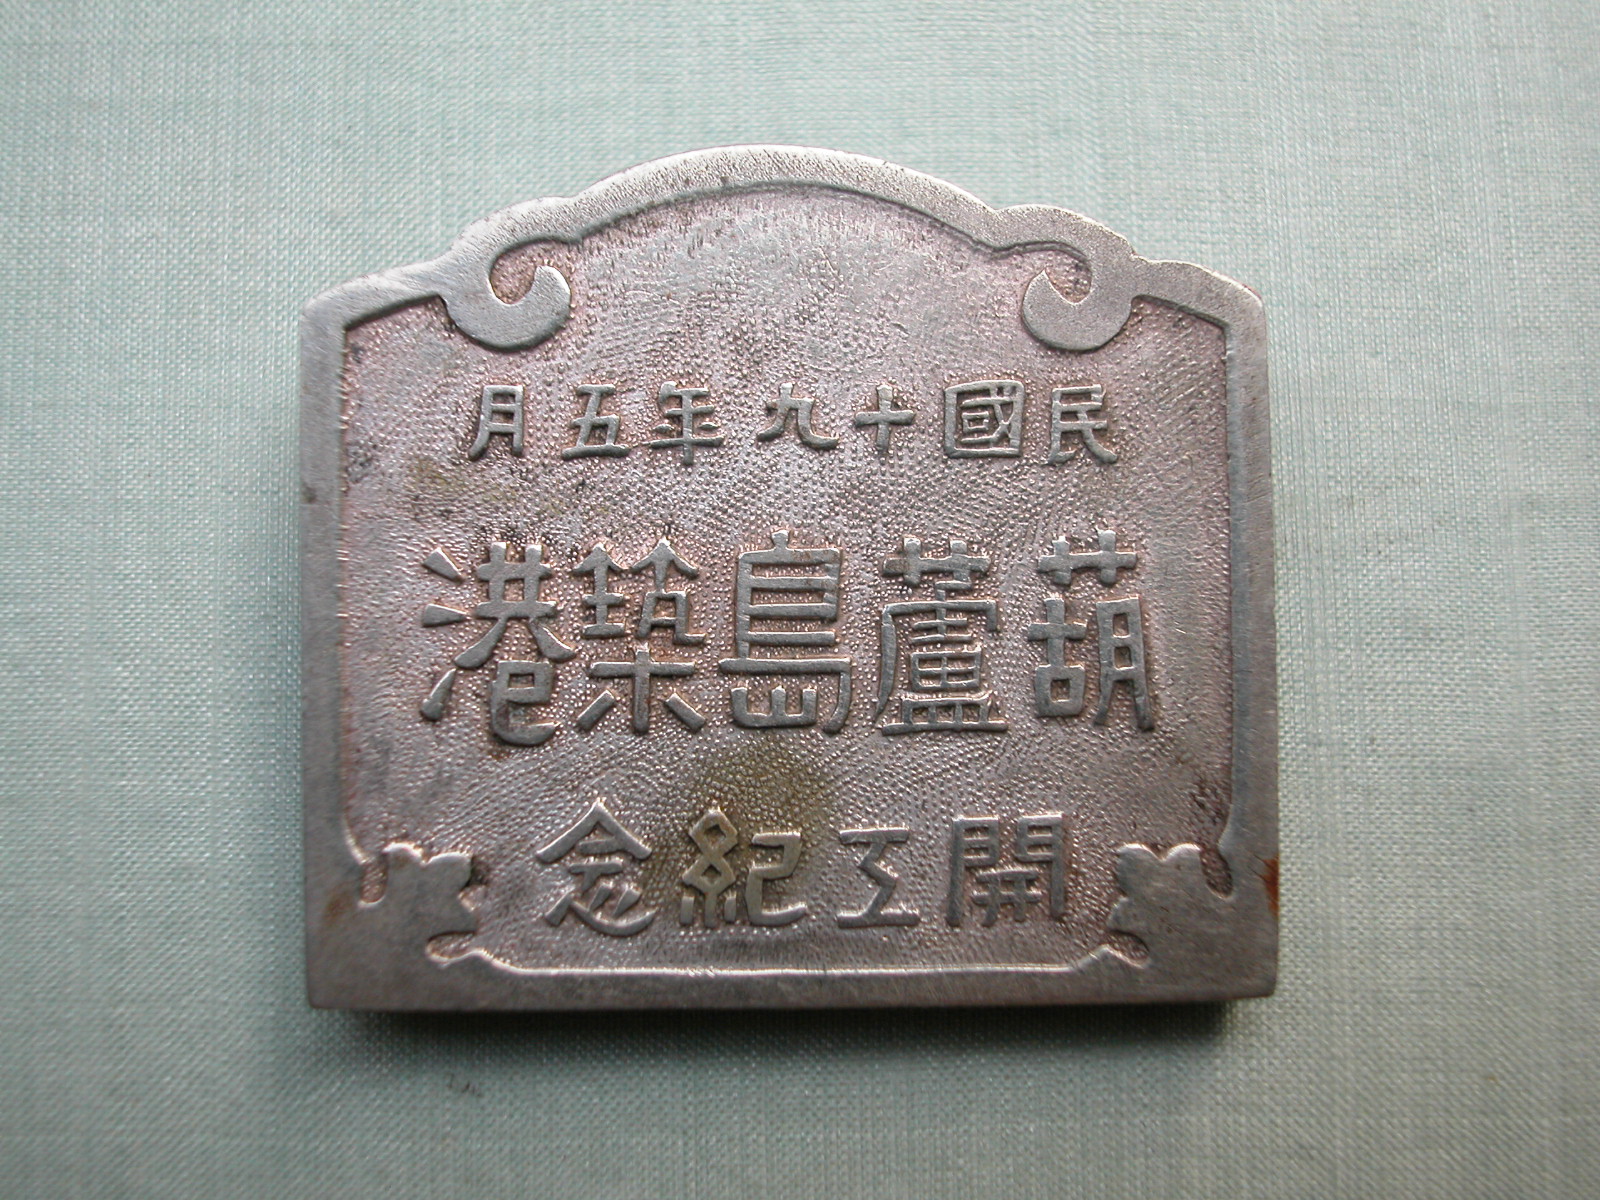 民國十九年五月
葫蘆島築港
開工紀念